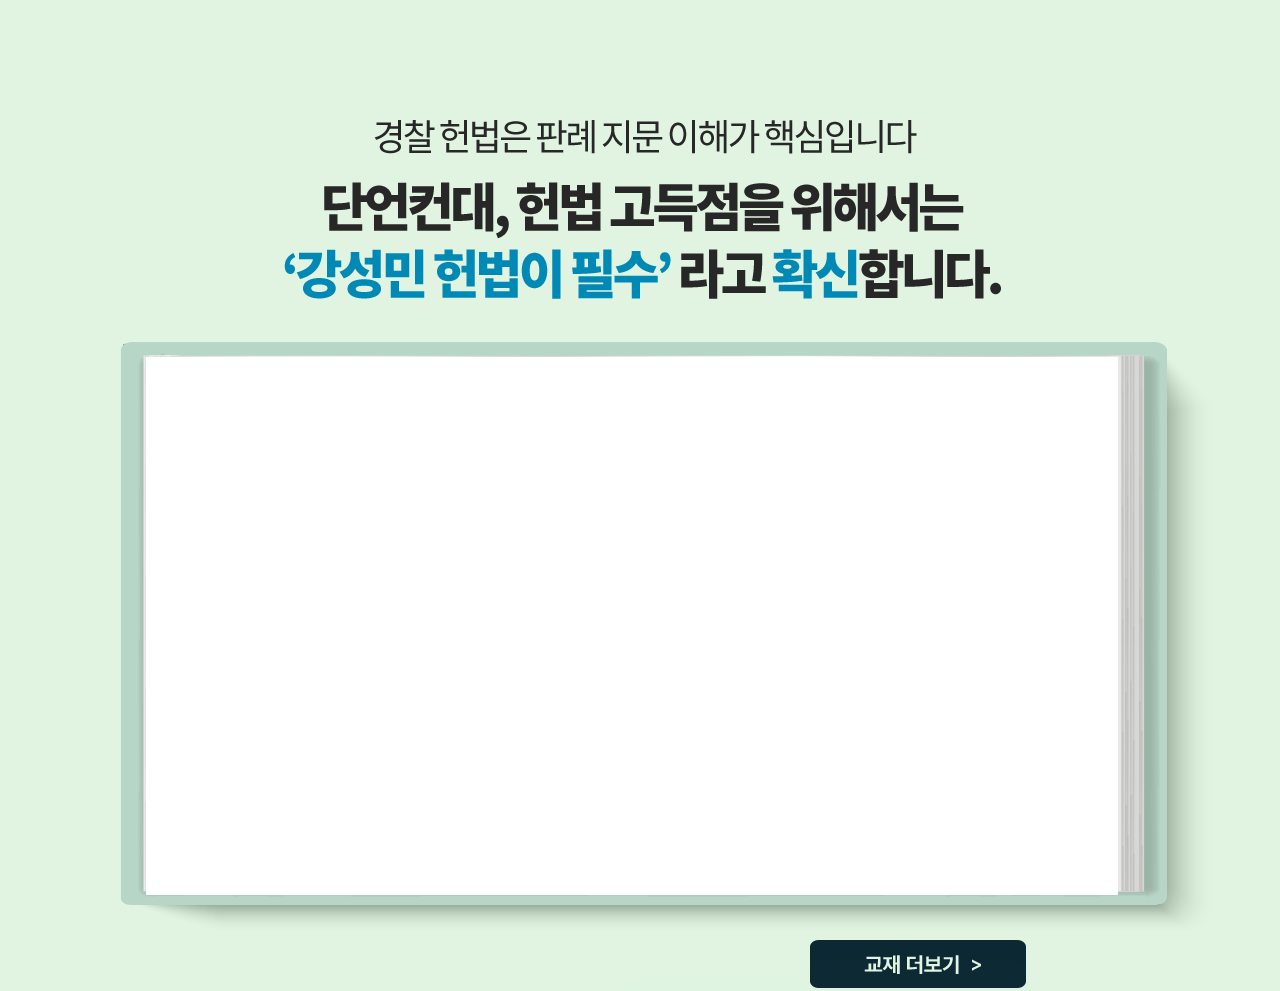 경찰 헌법은 판례 지문 이해가 핵심입니다
단언컨대, 헌법 고득점을 위해서는
‘강성민 헌법이 필수’ 라고 확신합니다.
교재 더보기 >